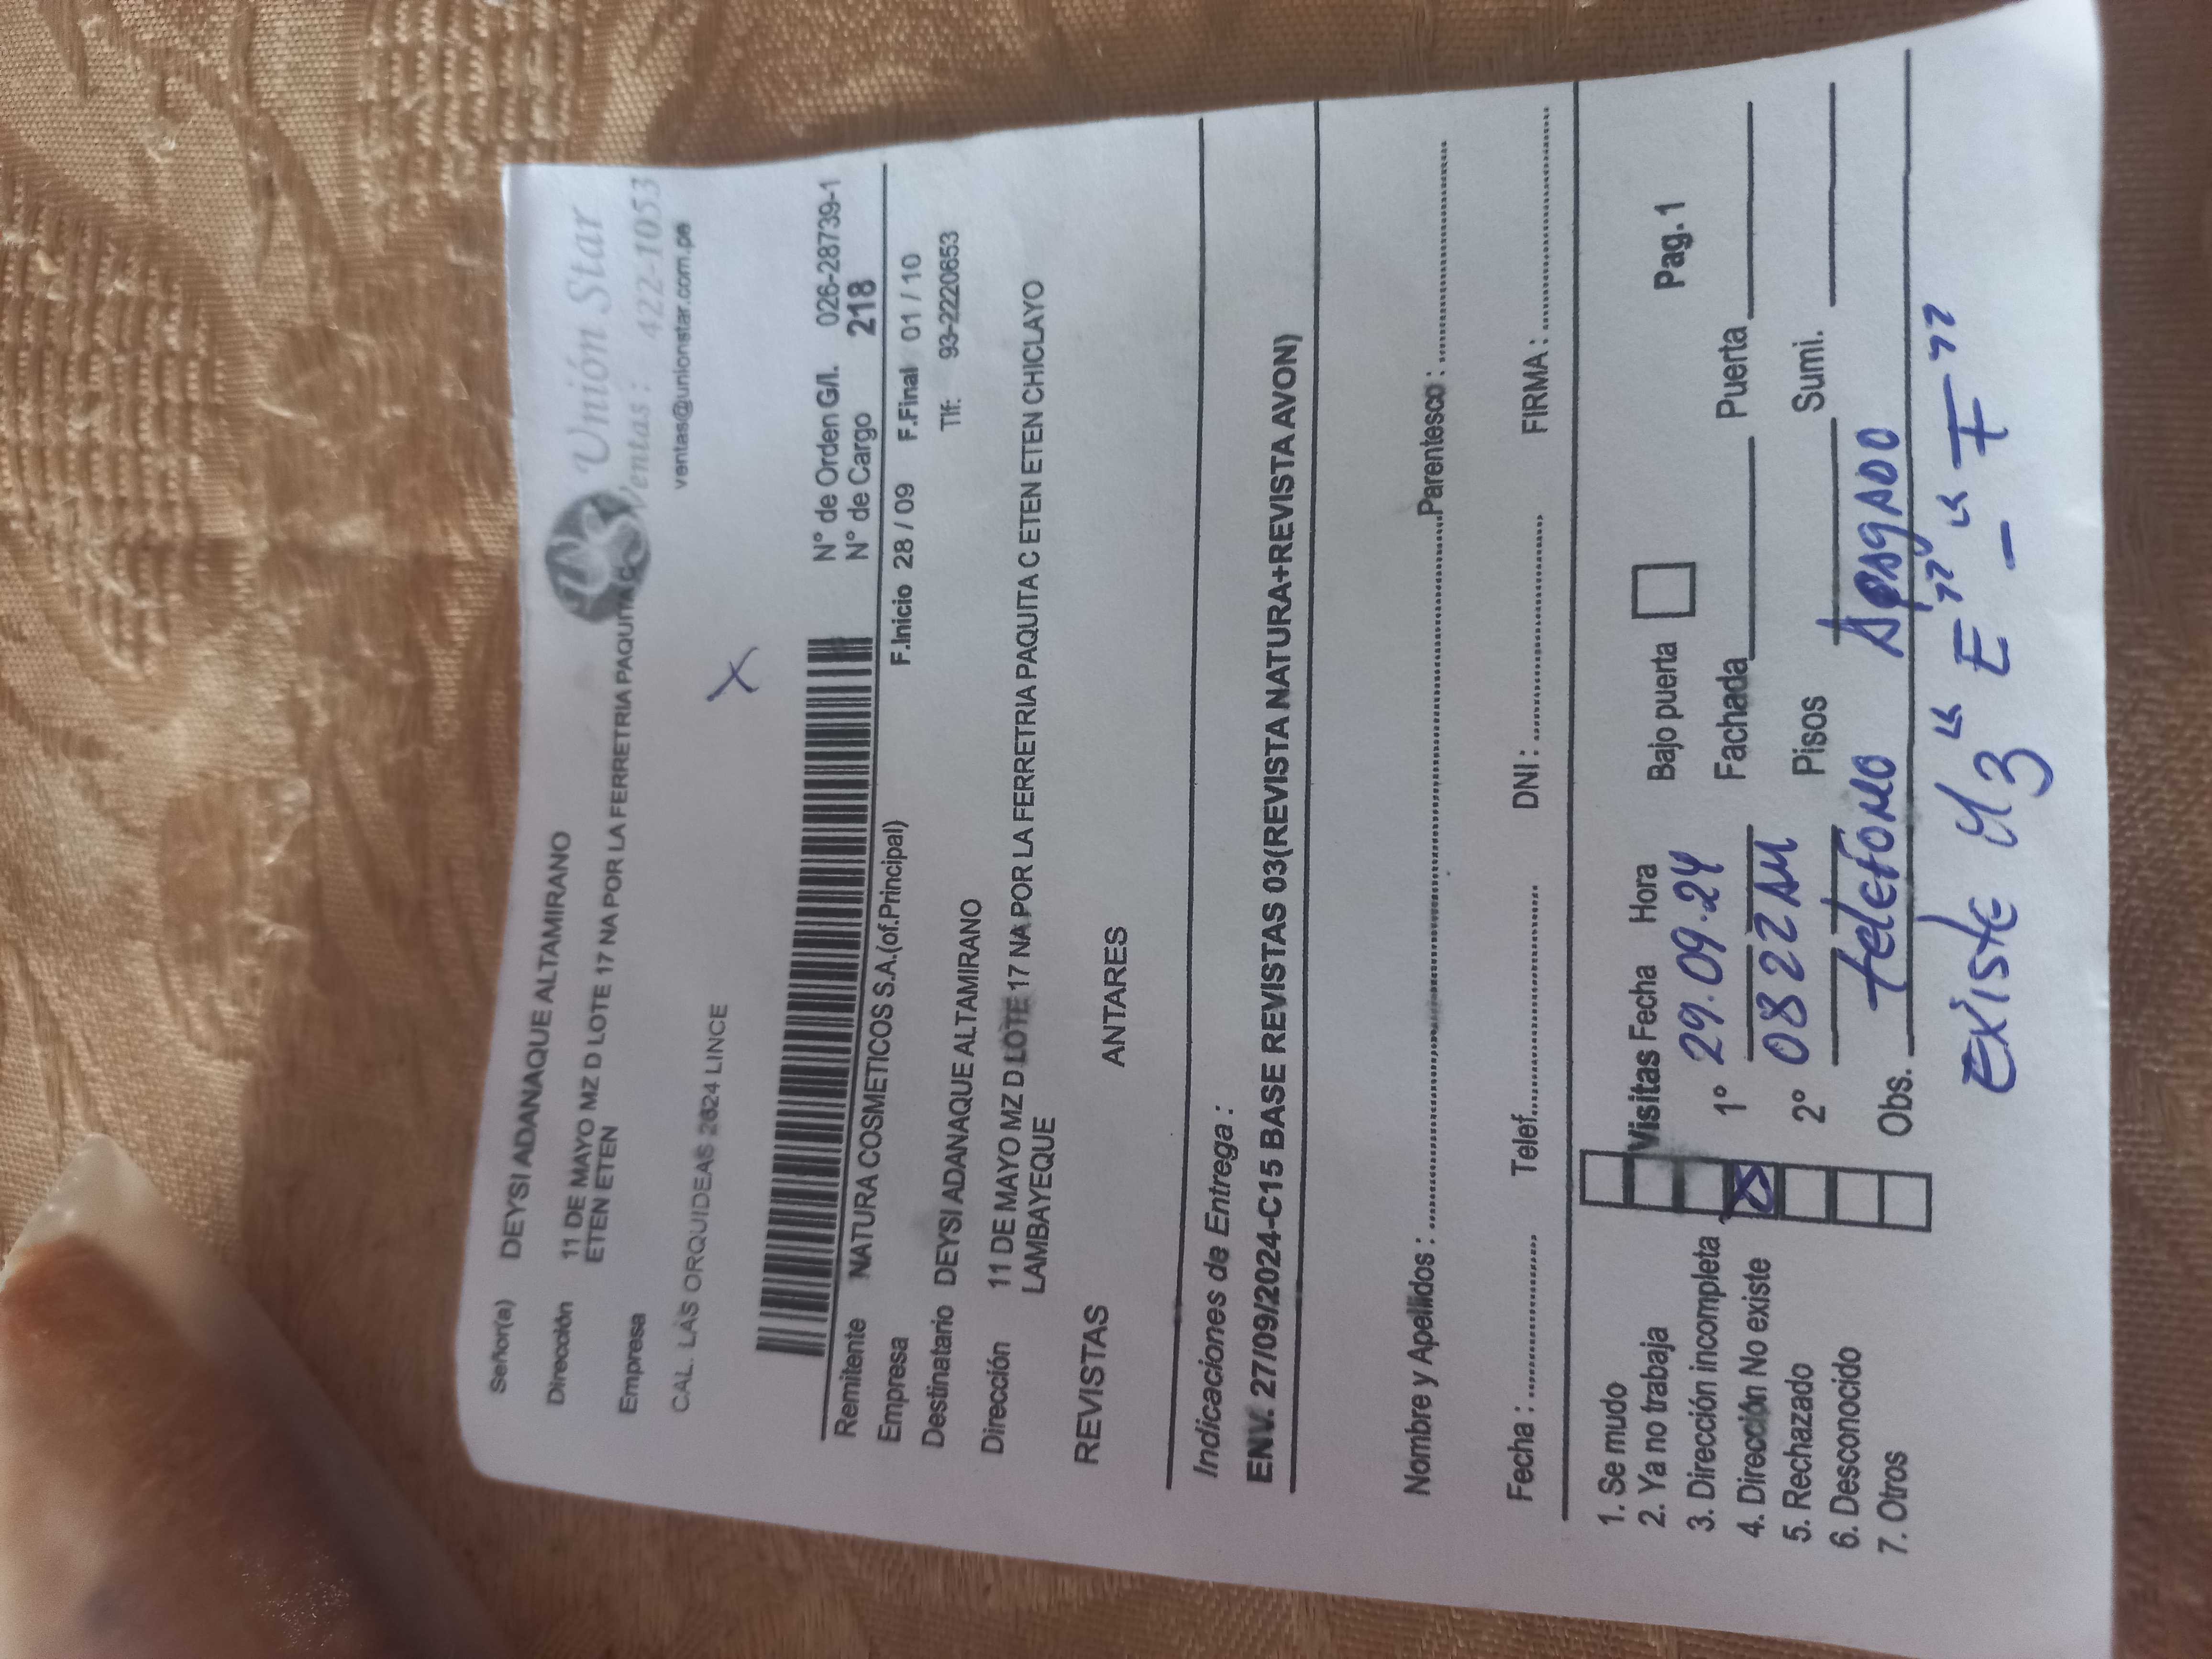 Señor(a) DEYSI ADANAQUE ALTAMIRANO
Unión Star
Dirección 11 DE MAYO MZ D LOTE 17 NA POR LA FERRETRIA PAQUITA C
Ventas : 422-1053
ETEN ETEN
ventas@unionstar.com.pe
Empresa
CAL. LAS ORQUIDEAS 2624 LINCE
X
N° de Orden G/I. 026-28739-1
N° de Cargo 218
Remitente NATURA COSMETICOS S.A.(of.Principal)
F.Inicio 28 / 09 F.Final 01 / 10
Empresa
Destinatario DEYSI ADANAQUE ALTAMIRANO
Tlf: 93-2220653
Dirección 11 DE MAYO MZ D LOTE 17 NA POR LA FERRETRIA PAQUITA C ETEN ETEN CHICLAYO
LAMBAYEQUE
REVISTAS ANTARES
Indicaciones de Entrega :
ENV. 27/09/2024-C15 BASE REVISTAS 03(REVISTA NATURA+REVISTA AVON)
Nombre y Apellidos : Parentesco :
Fecha : Telef. DNI : FIRMA :
1. Se mudo
2. Ya no trabaja
3. Dirección incompleta
4. Dirección No existe X
5. Rechazado
6. Desconocido
7. Otros
Visitas Fecha Hora Bajo puerta Pag. 1
1° 29.09.24 Fachada Puerta
2° 0822 AM Pisos Sumi.
Obs. telefono Apagado
existe Mz "E" "E - F"